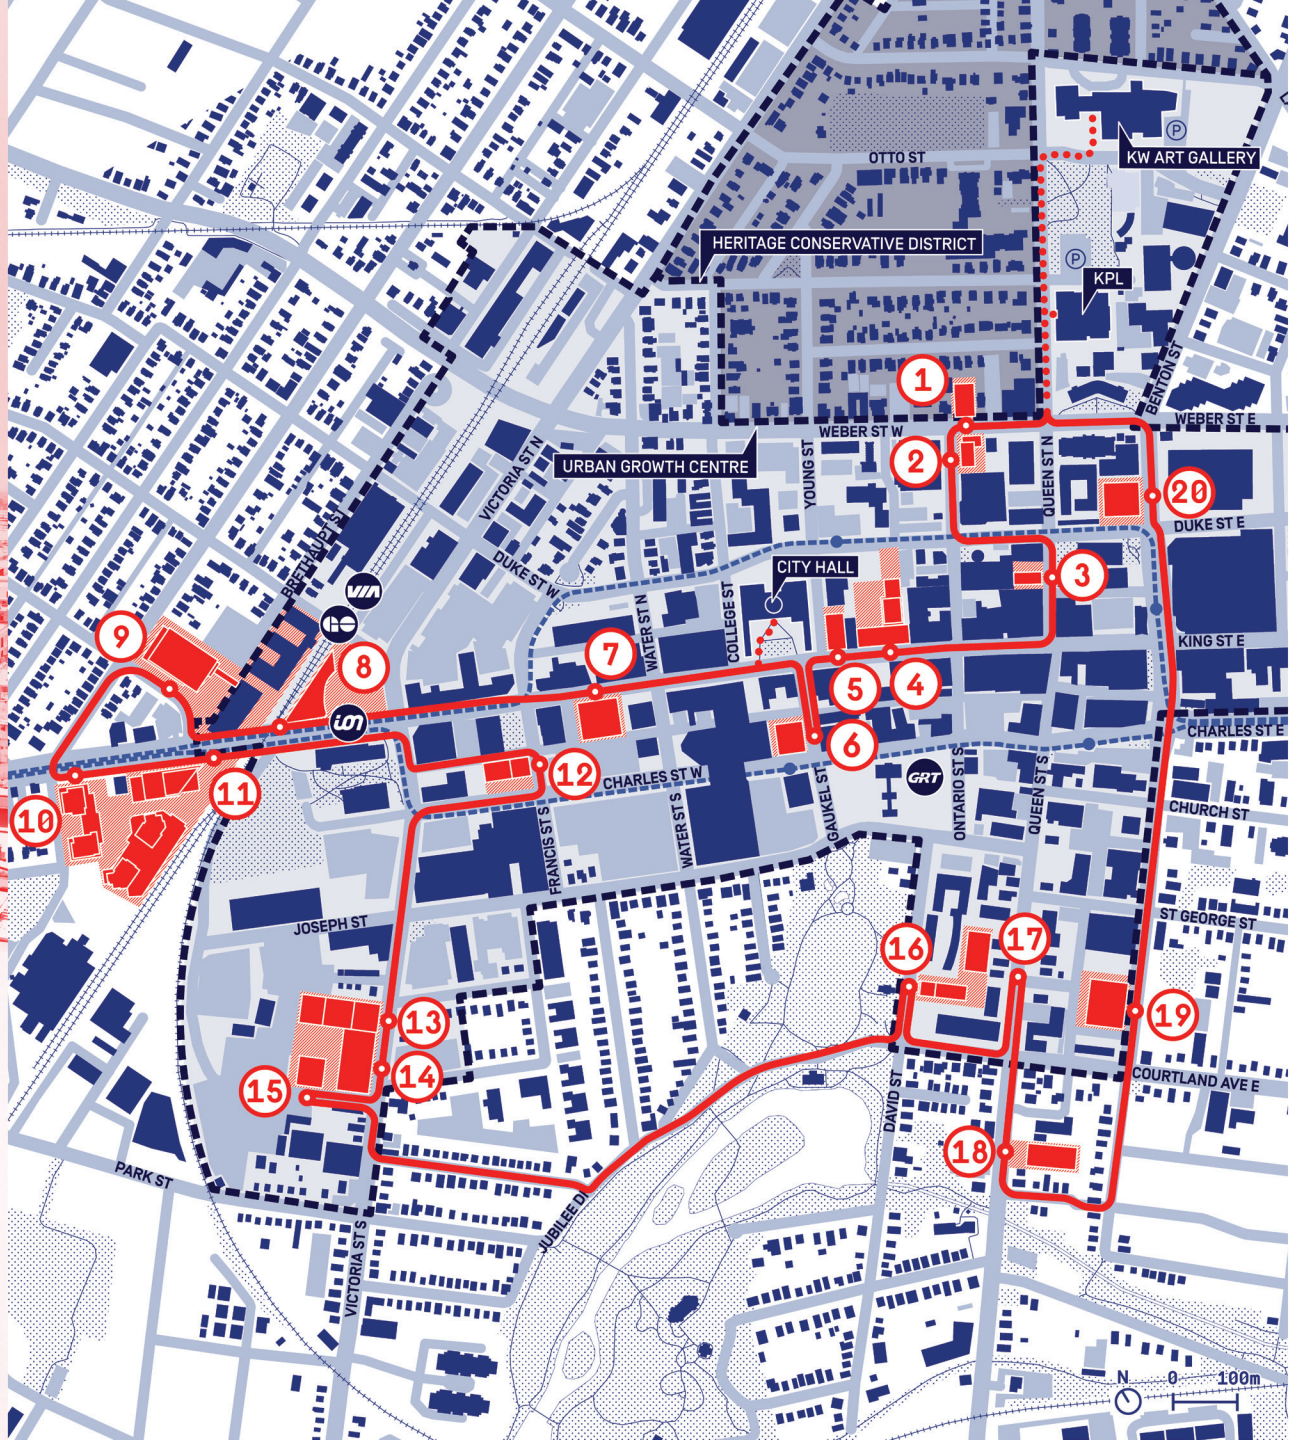 OTTO ST
P
KW ART GALLERY
HERITAGE CONSERVATIVE DISTRICT
P
KPL
BENTON ST
1
WEBER ST W
WEBER ST E
URBAN GROWTH CENTRE
YOUNG ST
2
QUEEN ST N
20
VICTORIA ST N
DUKE ST E
DUKE ST W
BREITHAUPT ST
CITY HALL
3
VIA
GO
COLLEGE ST
WATER ST N
9
7
KING ST E
8
5
4
ION
6
CHARLES ST E
12
CHARLES ST W
GRT
11
10
GAUKEL ST
ONTARIO ST S
QUEEN ST S
CHURCH ST
WATER ST S
FRANCIS ST S
JOSEPH ST
ST GEORGE ST
16
17
13
19
14
15
COURTLAND AVE E
DAVID ST
18
PARK ST
JUBILEE DR
VICTORIA ST S
N
0
100m